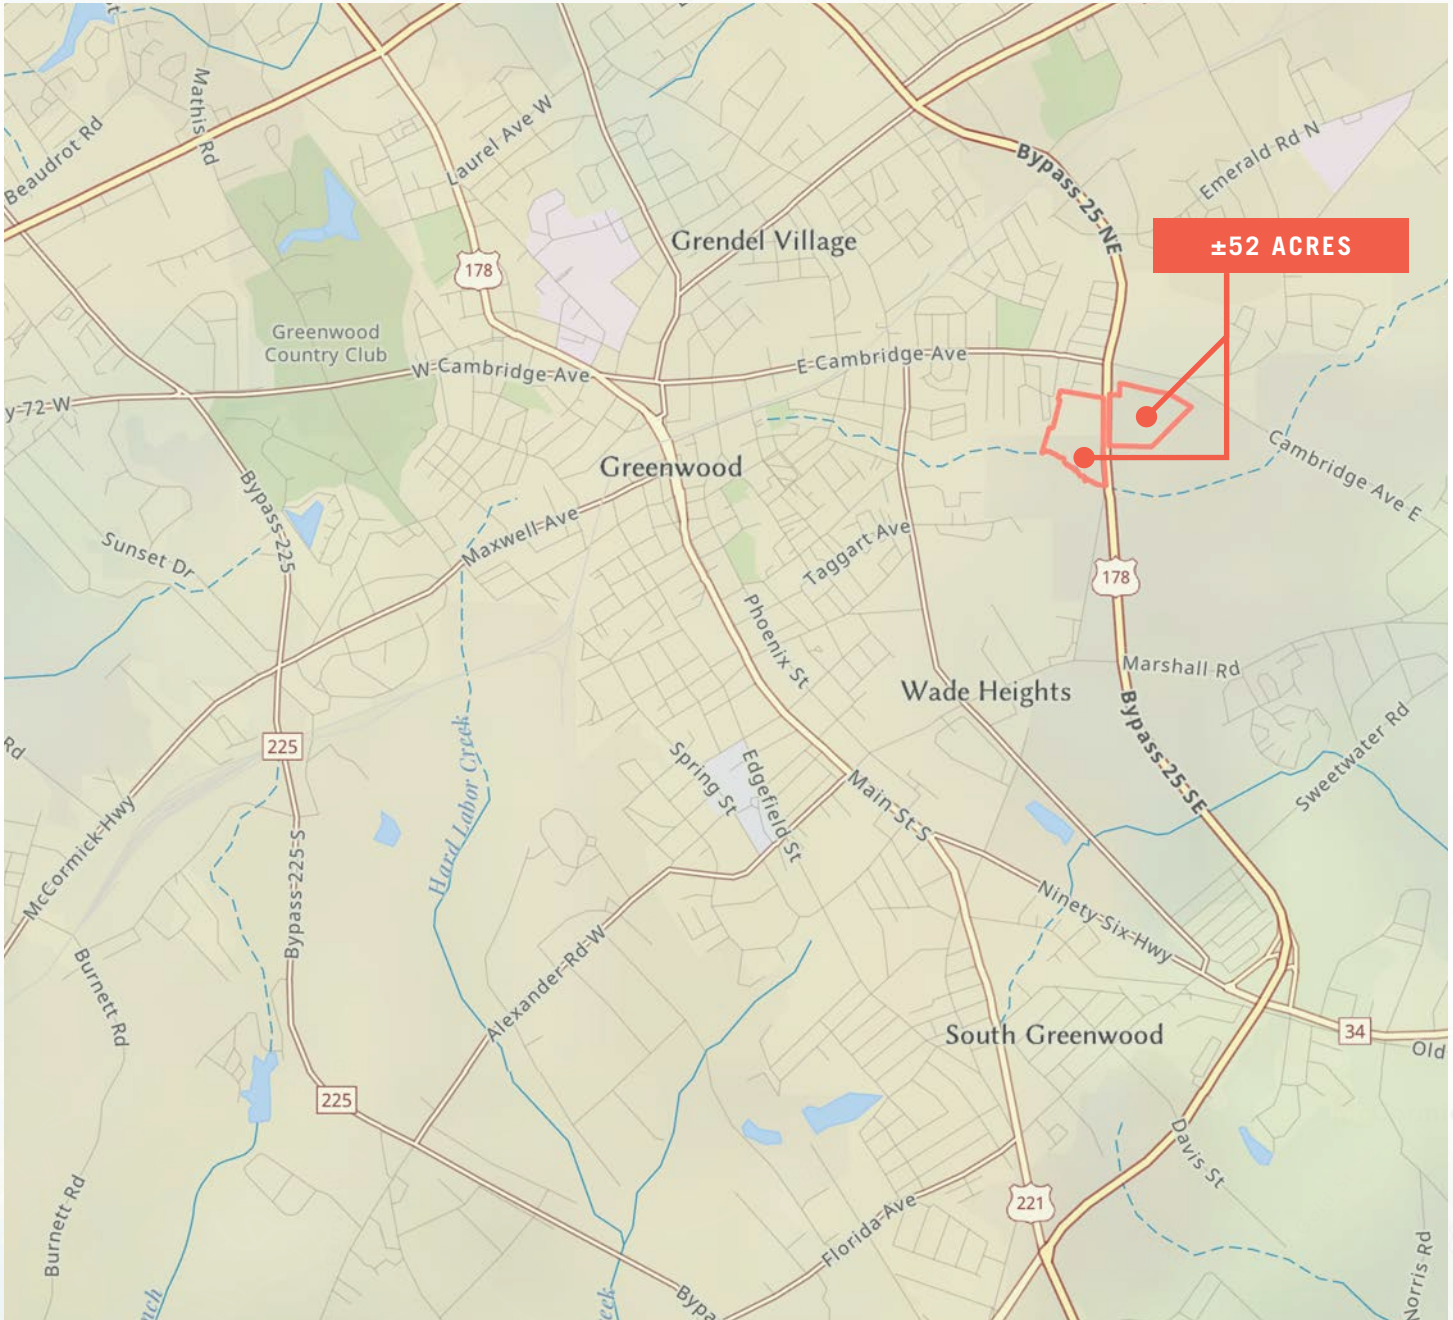 Mathis Rd
Beaudrot Rd
Laurel Ave W
Bypass 25 NE
Emerald Rd N
±52 ACRES
Grendel Village
178
Greenwood
Country Club
W Cambridge Ave
E Cambridge Ave
y 72 W
Cambridge Ave E
Greenwood
Bypass 225
Maxwell Ave
Sunset Dr
Taggart Ave
178
Phoenix St
Marshall Rd
Wade Heights
Bypass 25 SE
Sweetwater Rd
Rd
225
Hard Labor Creek
Spring St
Edgefield St
Main St S
McCormick Hwy
Bypass 225 S
Ninety Six Hwy
Alexander Rd W
Burnett Rd
South Greenwood
34
Old
225
Davis St
Burnett Rd
221
Florida Ave
Norris Rd
nch
eek
Bypa